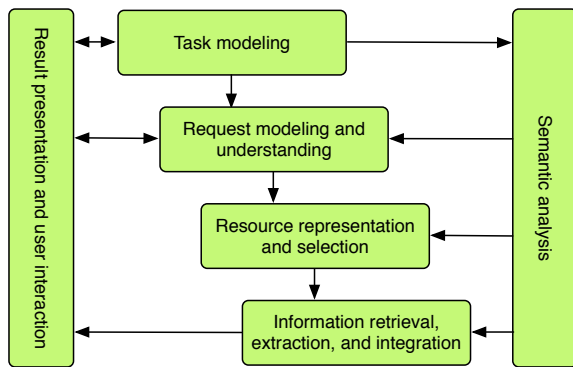 Result presentation and user interaction
Task modeling
Request modeling and
understanding
Resource representation
and selection
Information retrieval,
extraction, and integration
Semantic analysis